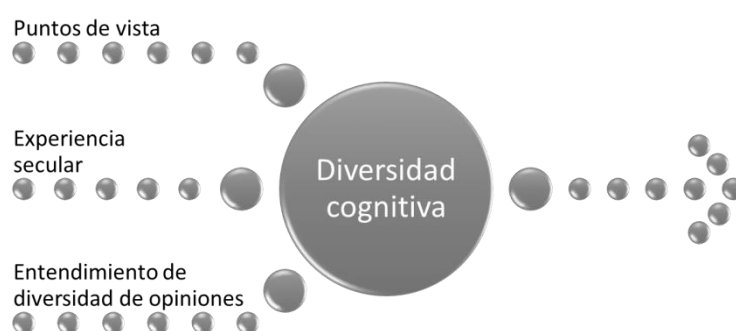 Puntos de vista
Experiencia
secular
Diversidad
cognitiva
Entendimiento de
diversidad de opiniones